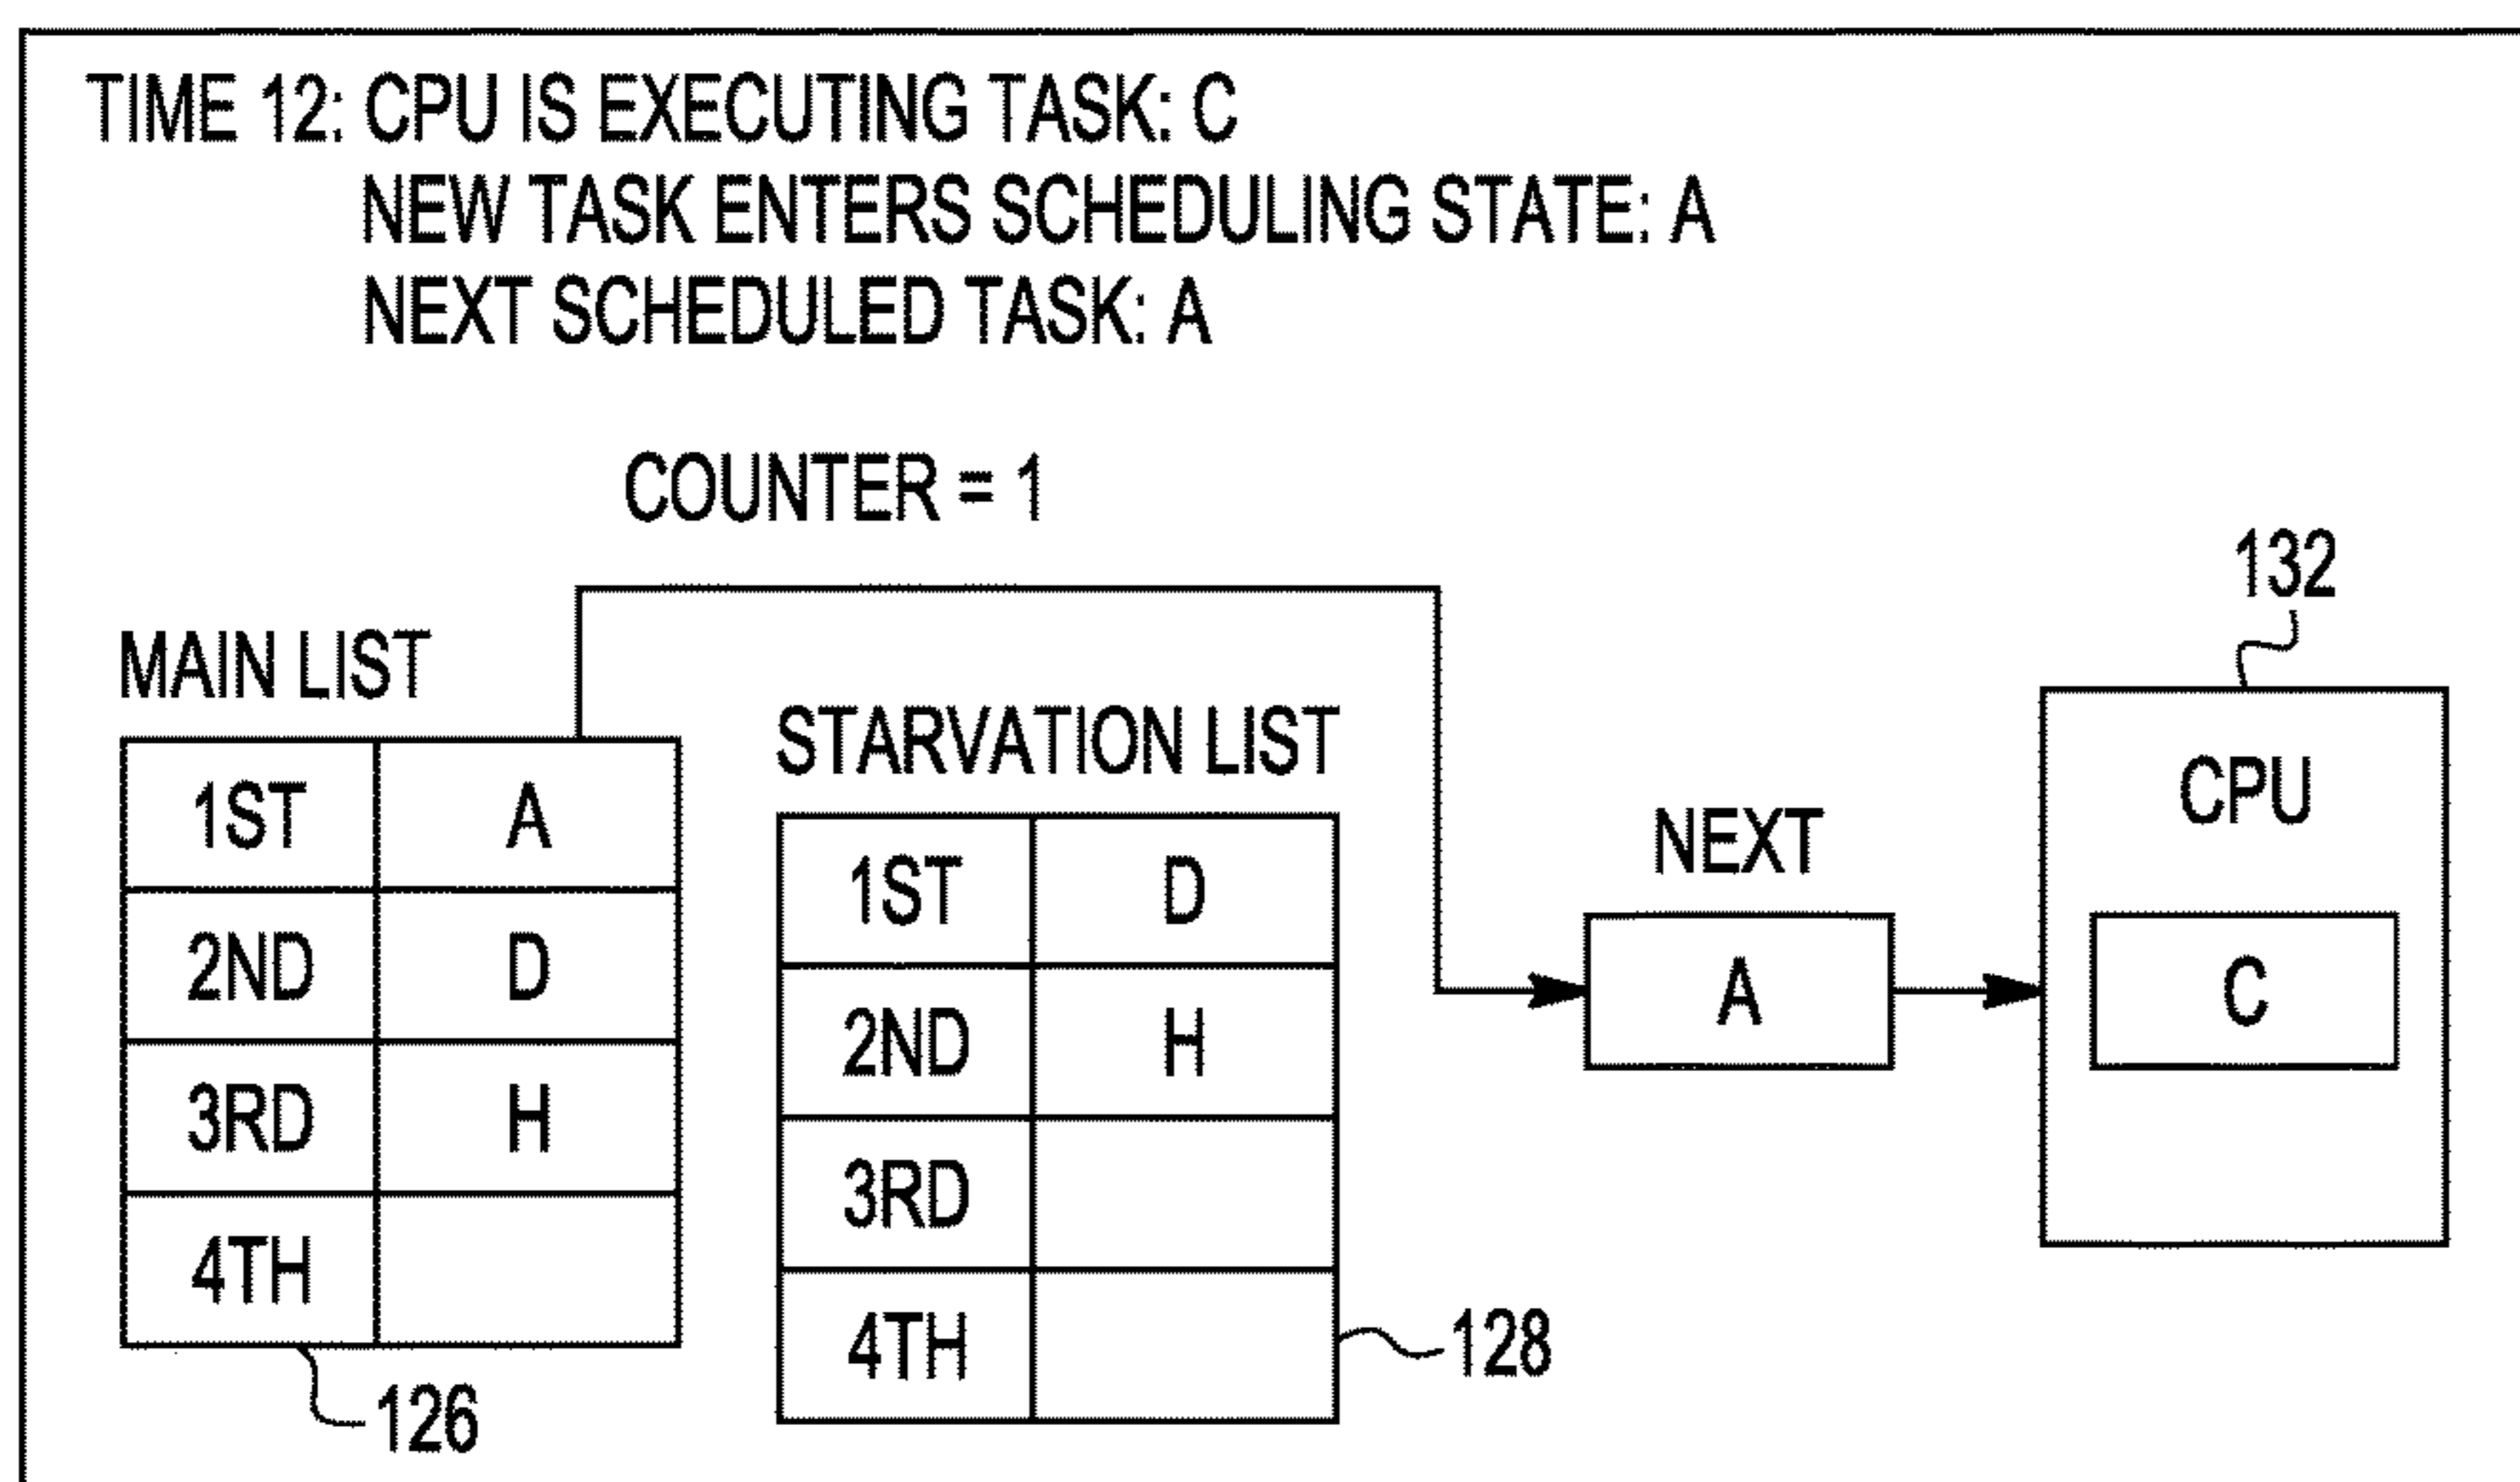 TIME 12: CPU IS EXECUTING TASK: C
NEW TASK ENTERS SCHEDULING STATE: A
NEXT SCHEDULED TASK: A
COUNTER = 1
MAIN LIST
1ST A
2ND D
3RD H
4TH
126
STARVATION LIST
1ST D
2ND H
3RD
4TH
128
NEXT
A
132
CPU
C